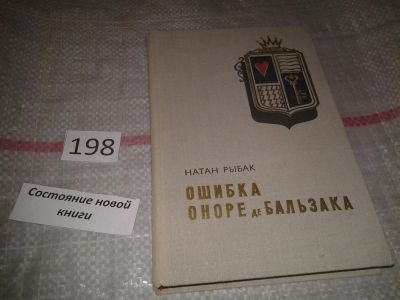 198
Состояние новой
книги
НАТАН РЫБАК
ОШИБКА
ОНОРЕ ДЕ БАЛЬЗАКА